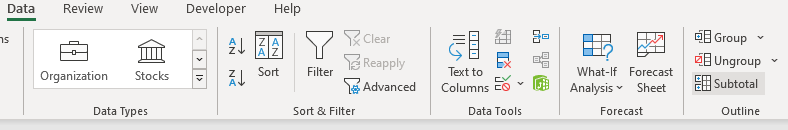 Data Review View Developer Help
Organization Stocks
Data Types
Sort Filter Clear Reapply Advanced
Sort & Filter
Text to Columns
Data Tools
What-If Analysis Forecast Sheet
Forecast
Group
Ungroup
Subtotal
Outline